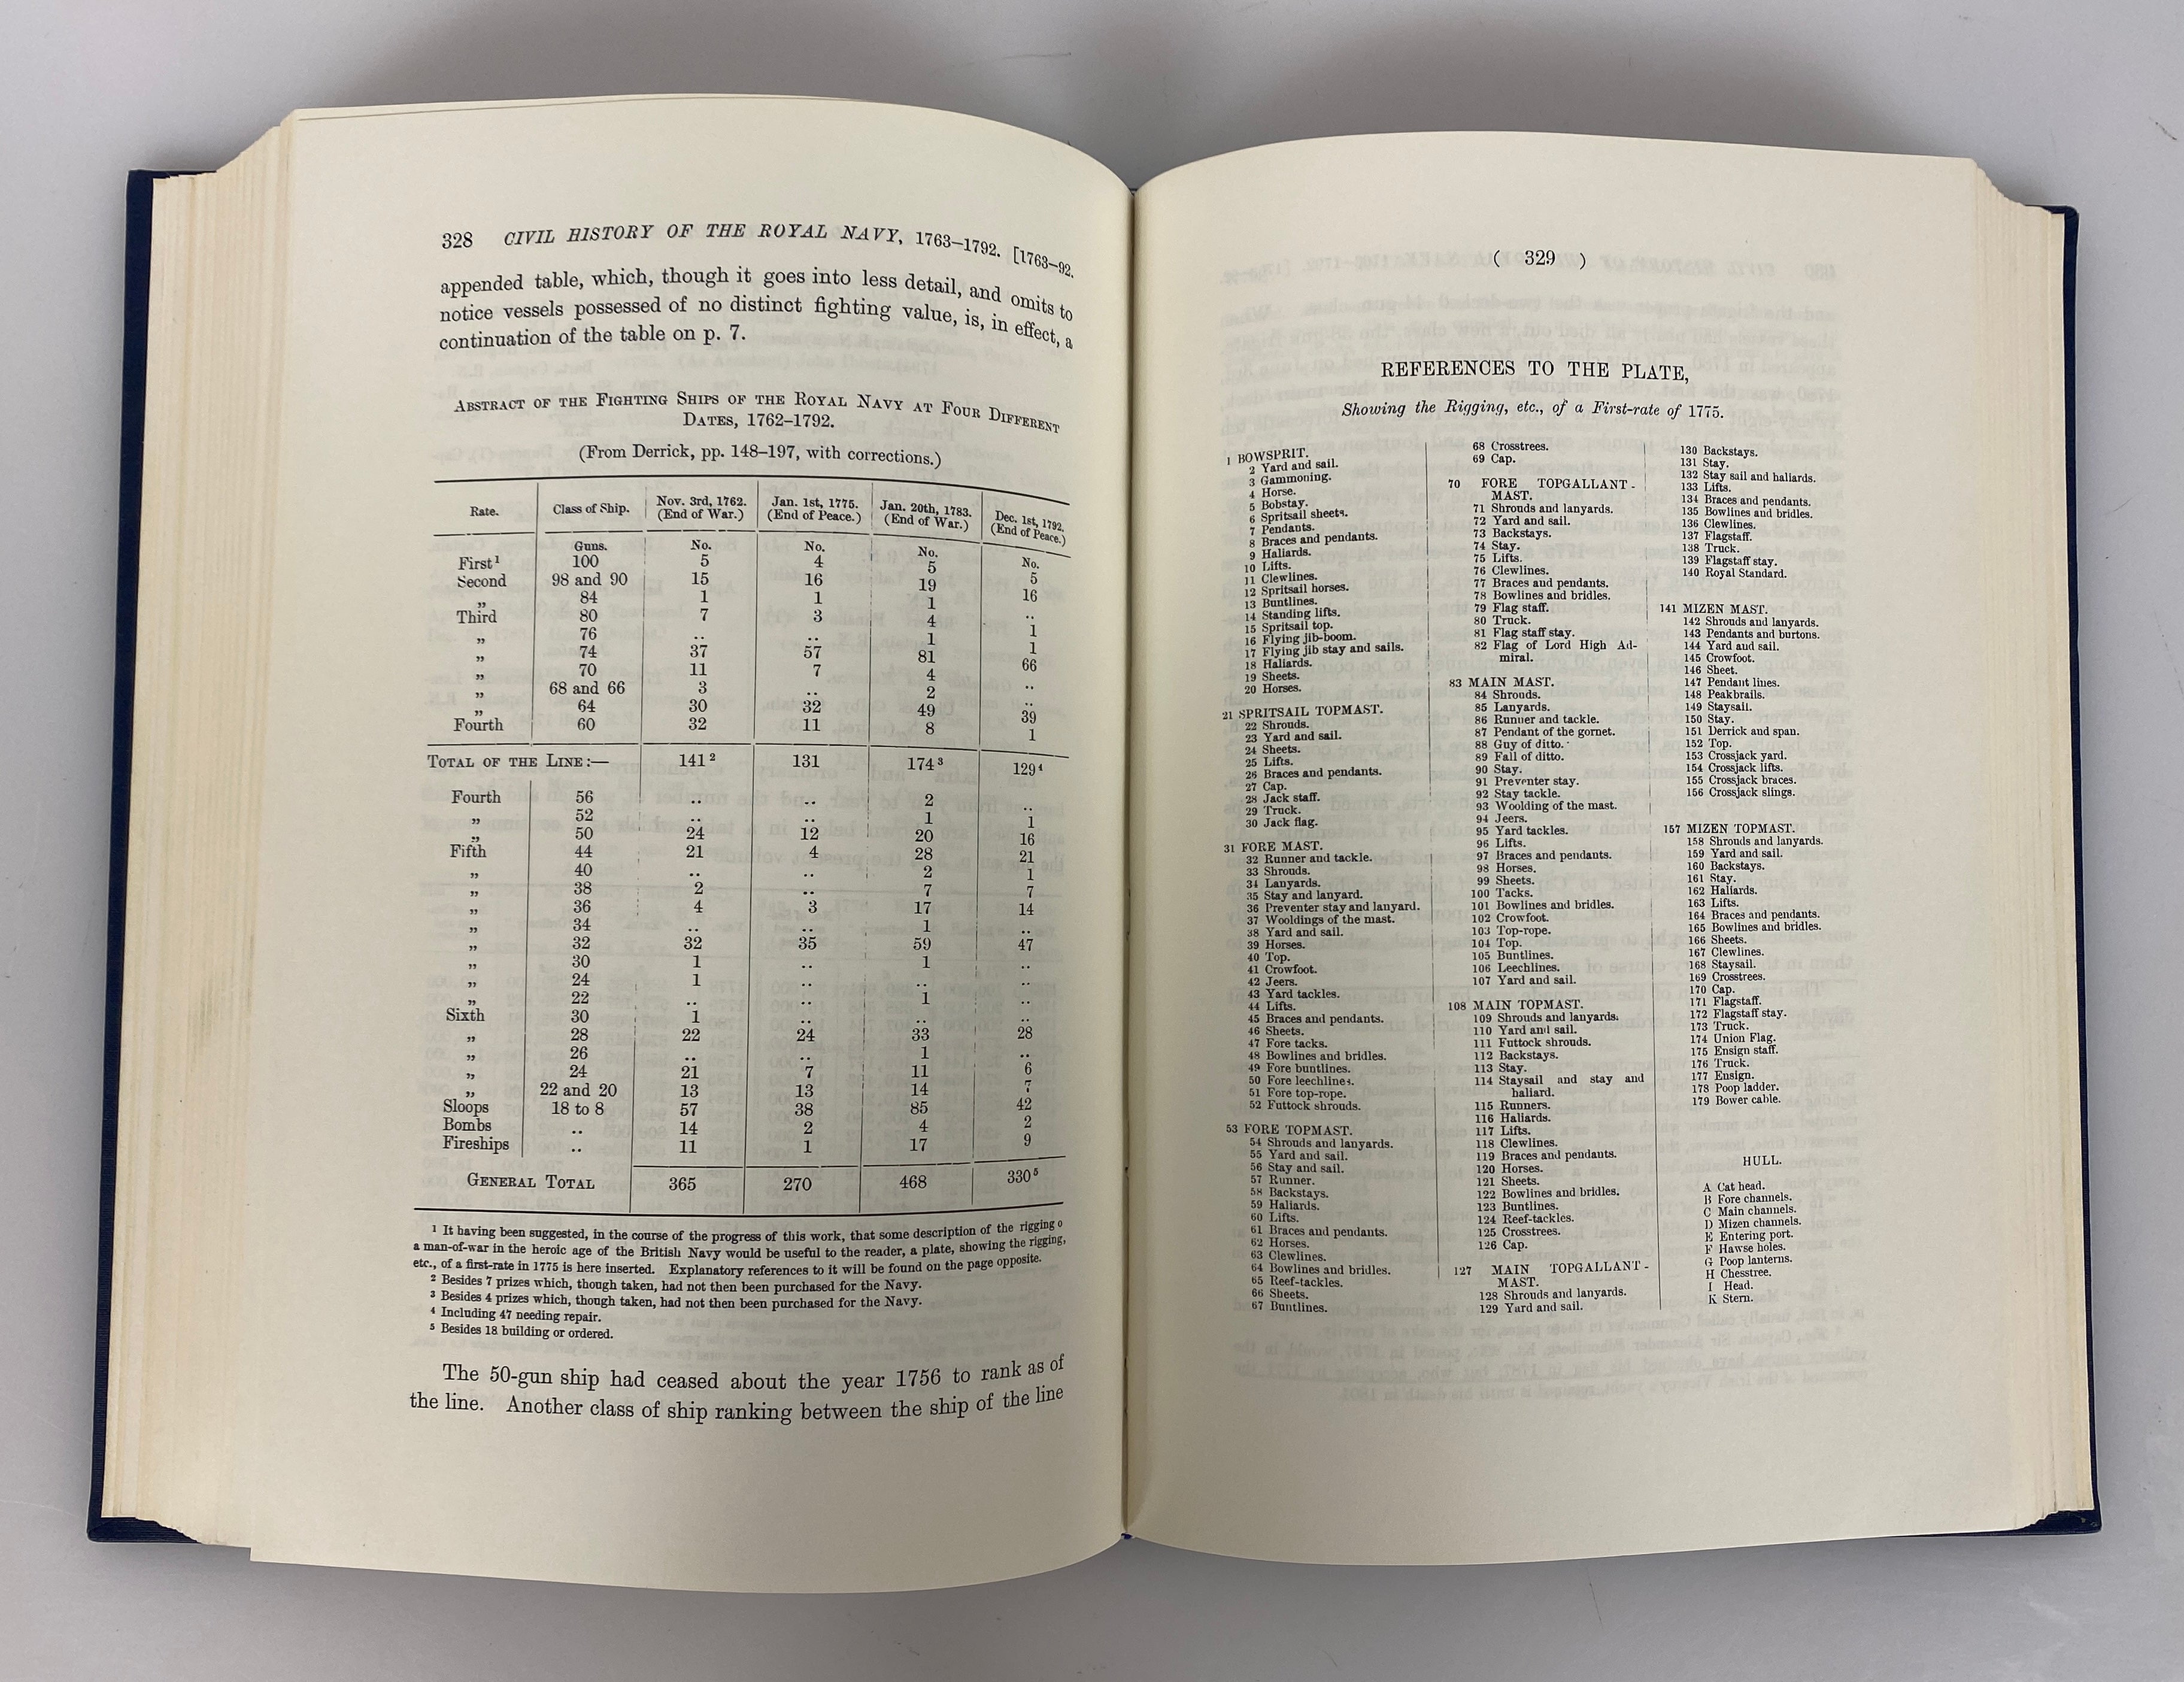 328 CIVIL HISTORY OF THE ROYAL NAVY, 1763–1792. [1763–92.
appended table, which, though it goes into less detail, and omits to
notice vessels possessed of no distinct fighting value, is, in effect, a
continuation of the table on p. 7.
ABSTRACT OF THE FIGHTING SHIPS OF THE ROYAL NAVY AT FOUR DIFFERENT
DATES, 1762–1792.
(From Derrick, pp. 148-197, with corrections.)
Rate. Class of Ship. Nov. 3rd, 1762. (End of War.) Jan. 1st, 1775. (End of Peace.) Jan. 20th, 1783. (End of War.) Dec. 1st, 1792. (End of Peace.)
Guns. No. No. No. No.
First¹ 100 5 4 5 5
Second 98 and 90 15 16 19 16
„ 84 1 1 1 ..
Third 80 7 3 4 1
„ 76 .. .. 1 1
„ 74 37 57 81 66
„ 70 11 7 4 ..
„ 68 and 66 3 .. 2 ..
„ 64 30 32 49 39
Fourth 60 32 11 8 1
TOTAL OF THE LINE:— 141² 131 174³ 129⁴
Fourth 56 .. .. 2 ..
„ 52 .. .. 1 1
„ 50 24 12 20 16
Fifth 44 21 4 28 21
„ 40 .. .. 2 1
„ 38 2 .. 7 7
„ 36 4 3 17 14
„ 34 .. .. 1 ..
„ 32 32 35 59 47
„ 30 1 .. 1 ..
„ 24 1 .. .. ..
„ 22 .. .. 1 ..
Sixth 30 1 .. .. ..
„ 28 22 24 33 28
„ 26 .. .. 1 ..
„ 24 21 7 11 6
„ 22 and 20 13 13 14 7
Sloops 18 to 8 57 38 85 42
Bombs .. 14 2 4 2
Fireships .. 11 1 17 9
GENERAL TOTAL 365 270 468 330⁵
¹ It having been suggested, in the course of the progress of this work, that some description of the rigging o
a man-of-war in the heroic age of the British Navy would be useful to the reader, a plate, showing the rigging,
etc., of a first-rate in 1775 is here inserted. Explanatory references to it will be found on the page opposite.
² Besides 7 prizes which, though taken, had not then been purchased for the Navy.
³ Besides 4 prizes which, though taken, had not then been purchased for the Navy.
⁴ Including 47 needing repair.
⁵ Besides 18 building or ordered.
The 50-gun ship had ceased about the year 1756 to rank as of
the line. Another class of ship ranking between the ship of the line
( 329 )
REFERENCES TO THE PLATE,
Showing the Rigging, etc., of a First-rate of 1775.
1 BOWSPRIT.
2 Yard and sail.
3 Gammoning.
4 Horse.
5 Bobstay.
6 Spritsail sheets.
7 Pendants.
8 Braces and pendants.
9 Haliards.
10 Lifts.
11 Clewlines.
12 Spritsail horses.
13 Buntlines.
14 Standing lifts.
15 Spritsail top.
16 Flying jib-boom.
17 Flying jib stay and sails.
18 Haliards.
19 Sheets.
20 Horses.
21 SPRITSAIL TOPMAST.
22 Shrouds.
23 Yard and sail.
24 Sheets.
25 Lifts.
26 Braces and pendants.
27 Cap.
28 Jack staff.
29 Truck.
30 Jack flag.
31 FORE MAST.
32 Runner and tackle.
33 Shrouds.
34 Lanyards.
35 Stay and lanyard.
36 Preventer stay and lanyard.
37 Wooldings of the mast.
38 Yard and sail.
39 Horses.
40 Top.
41 Crowfoot.
42 Jeers.
43 Yard tackles.
44 Lifts.
45 Braces and pendants.
46 Sheets.
47 Fore tacks.
48 Bowlines and bridles.
49 Fore buntlines.
50 Fore leechlines.
51 Fore top-rope.
52 Futtock shrouds.
53 FORE TOPMAST.
54 Shrouds and lanyards.
55 Yard and sail.
56 Stay and sail.
57 Runner.
58 Backstays.
59 Haliards.
60 Lifts.
61 Braces and pendants.
62 Horses.
63 Clewlines.
64 Bowlines and bridles.
65 Reef-tackles.
66 Sheets.
67 Buntlines.
68 Crosstrees.
69 Cap.
70 FORE TOPGALLANT-
MAST.
71 Shrouds and lanyards.
72 Yard and sail.
73 Backstays.
74 Stay.
75 Lifts.
76 Clewlines.
77 Braces and pendants.
78 Bowlines and bridles.
79 Flag staff.
80 Truck.
81 Flag staff stay.
82 Flag of Lord High Ad-
miral.
83 MAIN MAST.
84 Shrouds.
85 Lanyards.
86 Runner and tackle.
87 Pendant of the gornet.
88 Guy of ditto.
89 Fall of ditto.
90 Stay.
91 Preventer stay.
92 Stay tackle.
93 Woolding of the mast.
94 Jeers.
95 Yard tackles.
96 Lifts.
97 Braces and pendants.
98 Horses.
99 Sheets.
100 Tacks.
101 Bowlines and bridles.
102 Crowfoot.
103 Top-rope.
104 Top.
105 Buntlines.
106 Leechlines.
107 Yard and sail.
108 MAIN TOPMAST.
109 Shrouds and lanyards.
110 Yard and sail.
111 Futtock shrouds.
112 Backstays.
113 Stay.
114 Staysail and stay and
haliard.
115 Runners.
116 Haliards.
117 Lifts.
118 Clewlines.
119 Braces and pendants.
120 Horses.
121 Sheets.
122 Bowlines and bridles.
123 Buntlines.
124 Reef-tackles.
125 Crosstrees.
126 Cap.
127 MAIN TOPGALLANT-
MAST.
128 Shrouds and lanyards.
129 Yard and sail.
130 Backstays.
131 Stay.
132 Stay sail and haliards.
133 Lifts.
134 Braces and pendants.
135 Bowlines and bridles.
136 Clewlines.
137 Flagstaff.
138 Truck.
139 Flagstaff stay.
140 Royal Standard.
141 MIZEN MAST.
142 Shrouds and lanyards.
143 Pendants and burtons.
144 Yard and sail.
145 Crowfoot.
146 Sheet.
147 Pendant lines.
148 Peakbrails.
149 Staysail.
150 Stay.
151 Derrick and span.
152 Top.
153 Crossjack yard.
154 Crossjack lifts.
155 Crossjack braces.
156 Crossjack slings.
157 MIZEN TOPMAST.
158 Shrouds and lanyards.
159 Yard and sail.
160 Backstays.
161 Stay.
162 Haliards.
163 Lifts.
164 Braces and pendants.
165 Bowlines and bridles.
166 Sheets.
167 Clewlines.
168 Staysail.
169 Crosstrees.
170 Cap.
171 Flagstaff.
172 Flagstaff stay.
173 Truck.
174 Union Flag.
175 Ensign staff.
176 Truck.
177 Ensign.
178 Poop ladder.
179 Bower cable.
HULL.
A Cat head.
B Fore channels.
C Main channels.
D Mizen channels.
E Entering port.
F Hawse holes.
G Poop lanterns.
H Chesstree.
I Head.
K Stern.